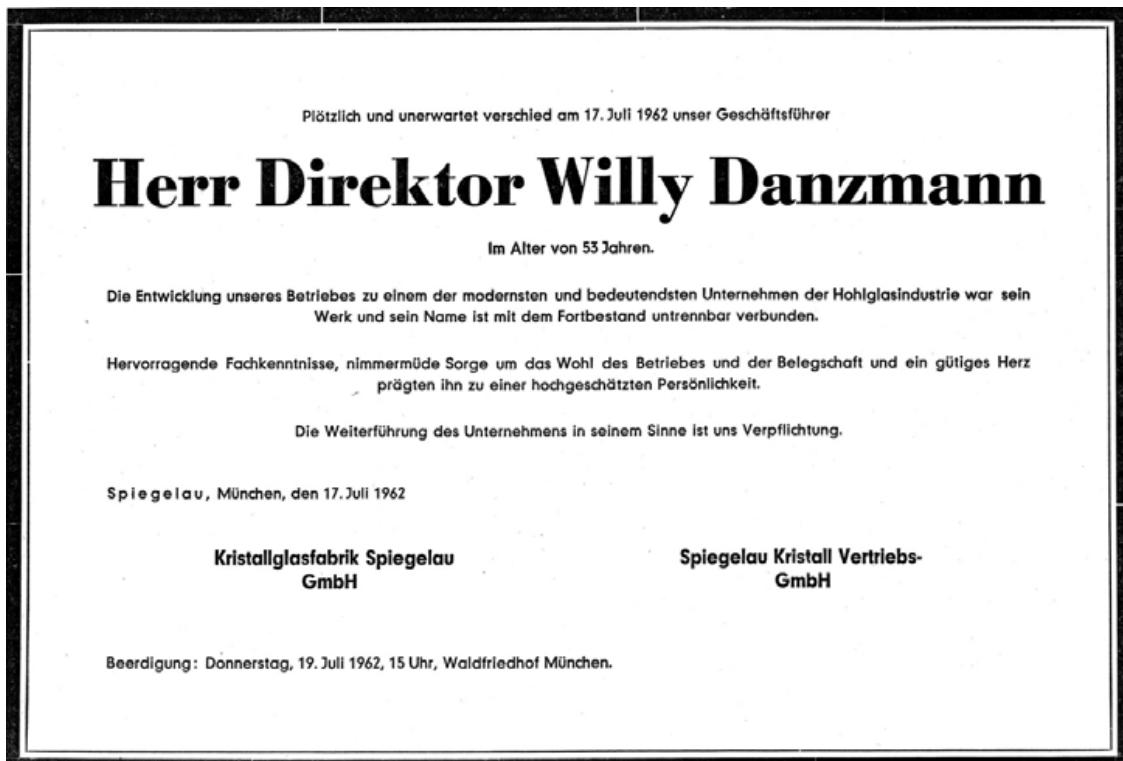 Plötzlich und unerwartet verschied am 17. Juli 1962 unser Geschäftsführer
Herr Direktor Willy Danzmann
Im Alter von 53 Jahren.
Die Entwicklung unseres Betriebes zu einem der modernsten und bedeutendsten Unternehmen der Hohlglasindustrie war sein
Werk und sein Name ist mit dem Fortbestand untrennbar verbunden.
Hervorragende Fachkenntnisse, nimmermüde Sorge um das Wohl des Betriebes und der Belegschaft und ein gütiges Herz
prägten ihn zu einer hochgeschätzten Persönlichkeit.
Die Weiterführung des Unternehmens in seinem Sinne ist uns Verpflichtung.
Spiegelau, München, den 17. Juli 1962
Kristallglasfabrik Spiegelau
GmbH
Spiegelau Kristall Vertriebs-
GmbH
Beerdigung: Donnerstag, 19. Juli 1962, 15 Uhr, Waldfriedhof München.